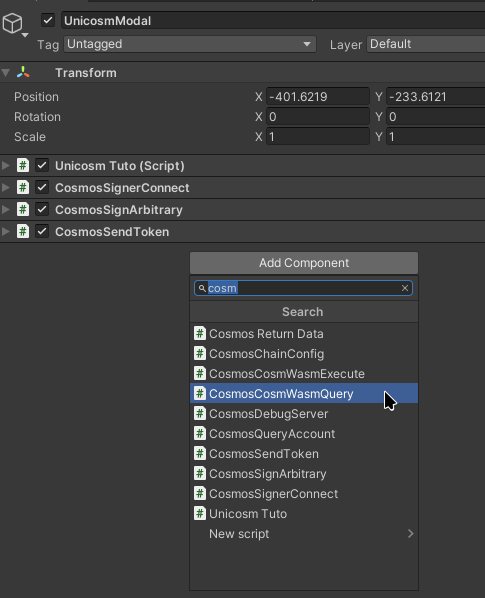 UnicosmModal
Tag Untagged Layer Default
Transform
Position X -401.6219 Y -233.6121
Rotation X 0 Y 0
Scale X 1 Y 1
# Unicosm Tuto (Script)
# CosmosSignerConnect
# CosmosSignArbitrary
# CosmosSendToken
Add Component
cosm
Search
# Cosmos Return Data
# CosmosChainConfig
# CosmosCosmWasmExecute
# CosmosCosmWasmQuery
# CosmosDebugServer
# CosmosQueryAccount
# CosmosSendToken
# CosmosSignArbitrary
# CosmosSignerConnect
# Unicosm Tuto
New script